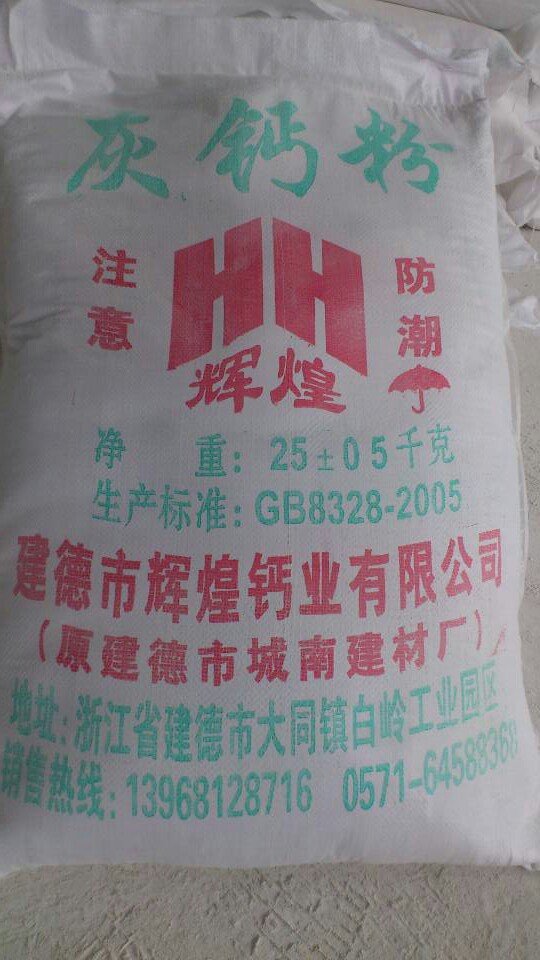 灰钙粉
注意
HH
防潮
辉煌
净 重: 25±05千克
生产标准: GB8328-2005
建德市辉煌钙业有限公司
(原建德市城南建材厂)
地址: 浙江省建德市大同镇白岭工业园区
销售热线: 13968128716 0571-64588368